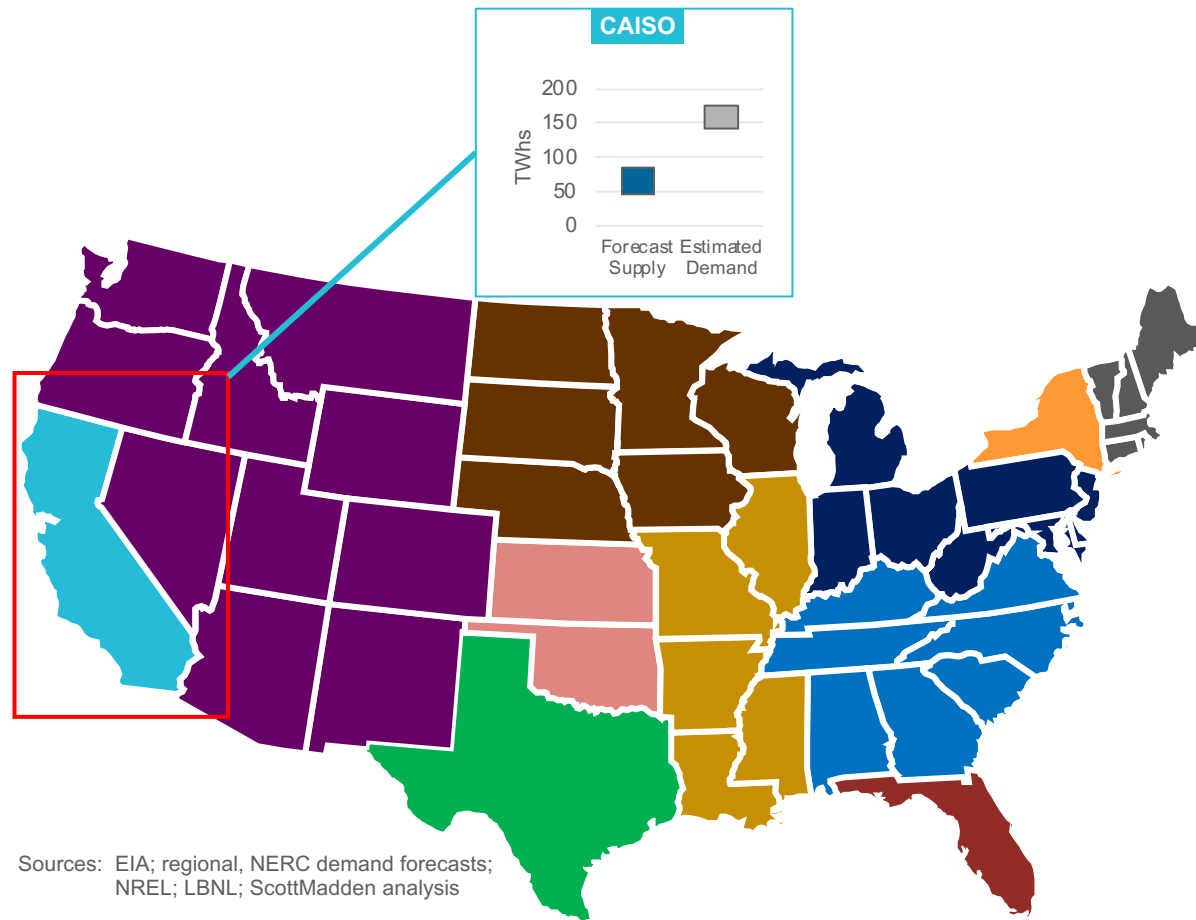 CAISO
200
150
100
50
0
TWhs
Forecast Supply
Estimated Demand
Sources: EIA; regional, NERC demand forecasts;
NREL; LBNL; ScottMadden analysis